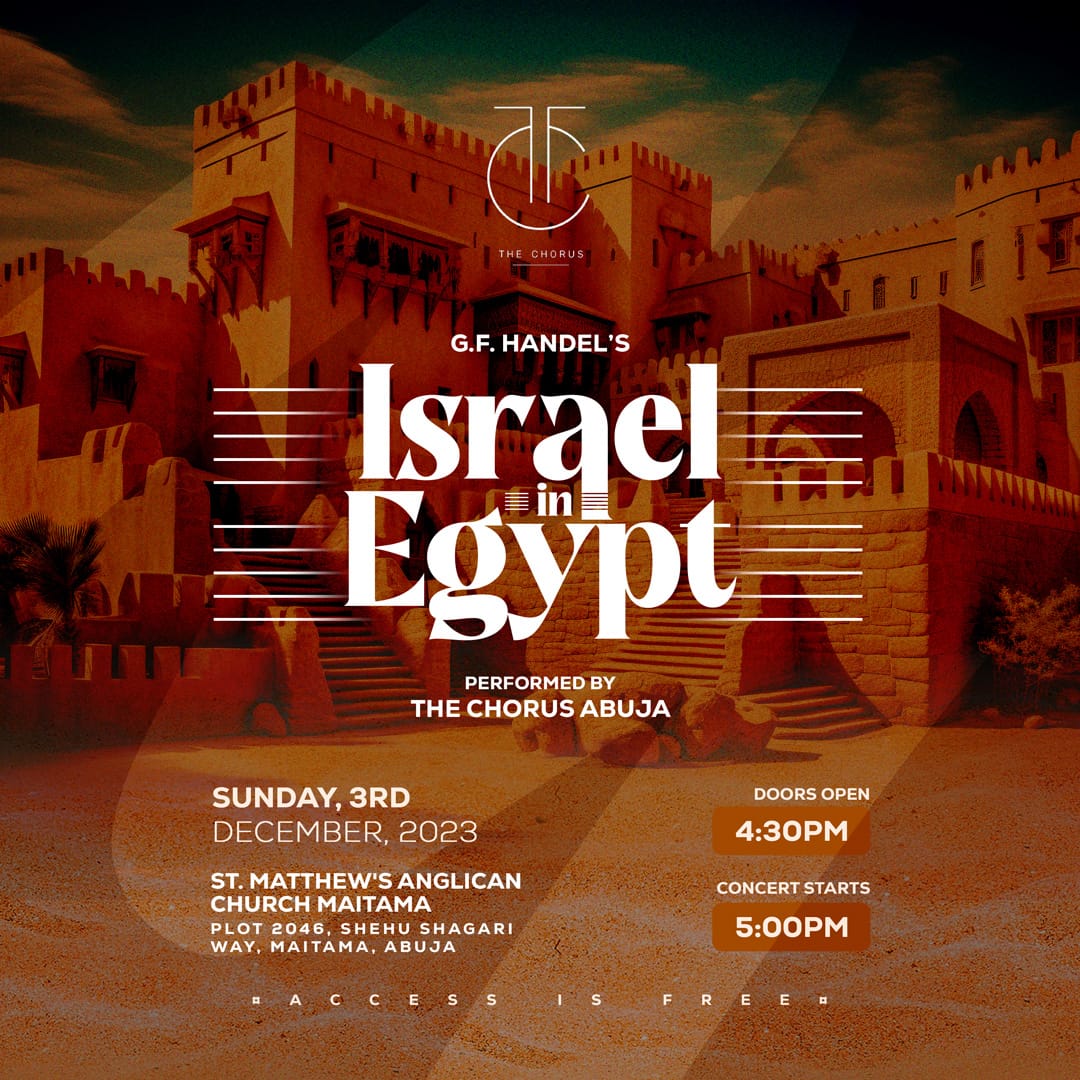 THE CHORUS
G.F. HANDEL'S
Israel
in
Egypt
PERFORMED BY
THE CHORUS ABUJA
SUNDAY, 3RD
DECEMBER, 2023
ST. MATTHEW'S ANGLICAN
CHURCH MAITAMA
PLOT 2046, SHEHU SHAGARI
WAY, MAITAMA, ABUJA
DOORS OPEN
4:30PM
CONCERT STARTS
5:00PM
¤ ACCESS IS FREE ¤